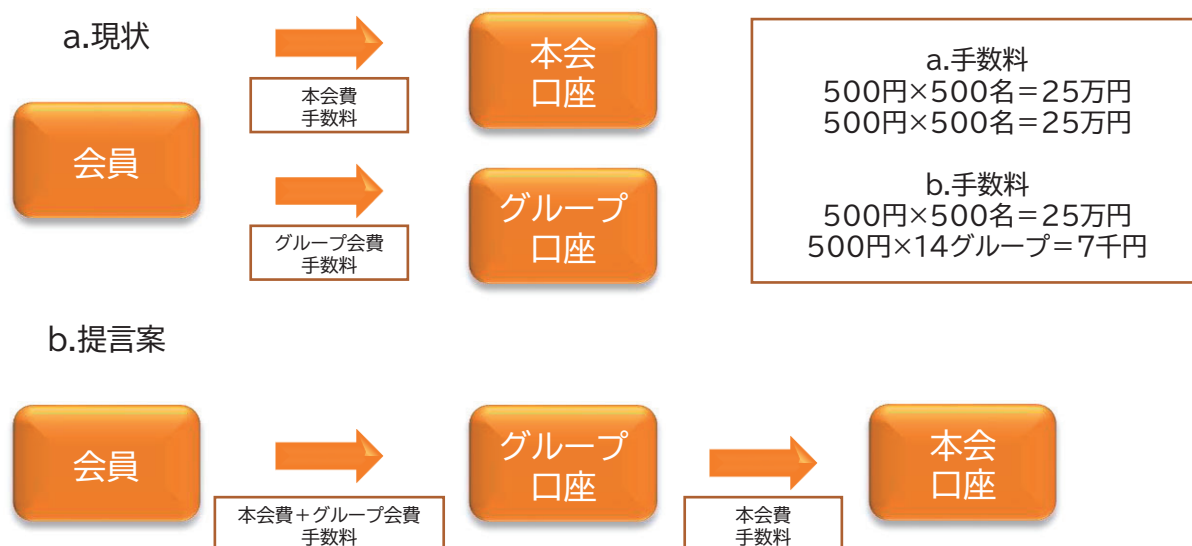 a.現状
会員
本会費
手数料
本会
口座
グループ会費
手数料
グループ
口座
a.手数料
500円×500名=25万円
500円×500名=25万円
b.手数料
500円×500名=25万円
500円×14グループ=7千円
b.提言案
会員
本会費+グループ会費
手数料
グループ
口座
本会費
手数料
本会
口座